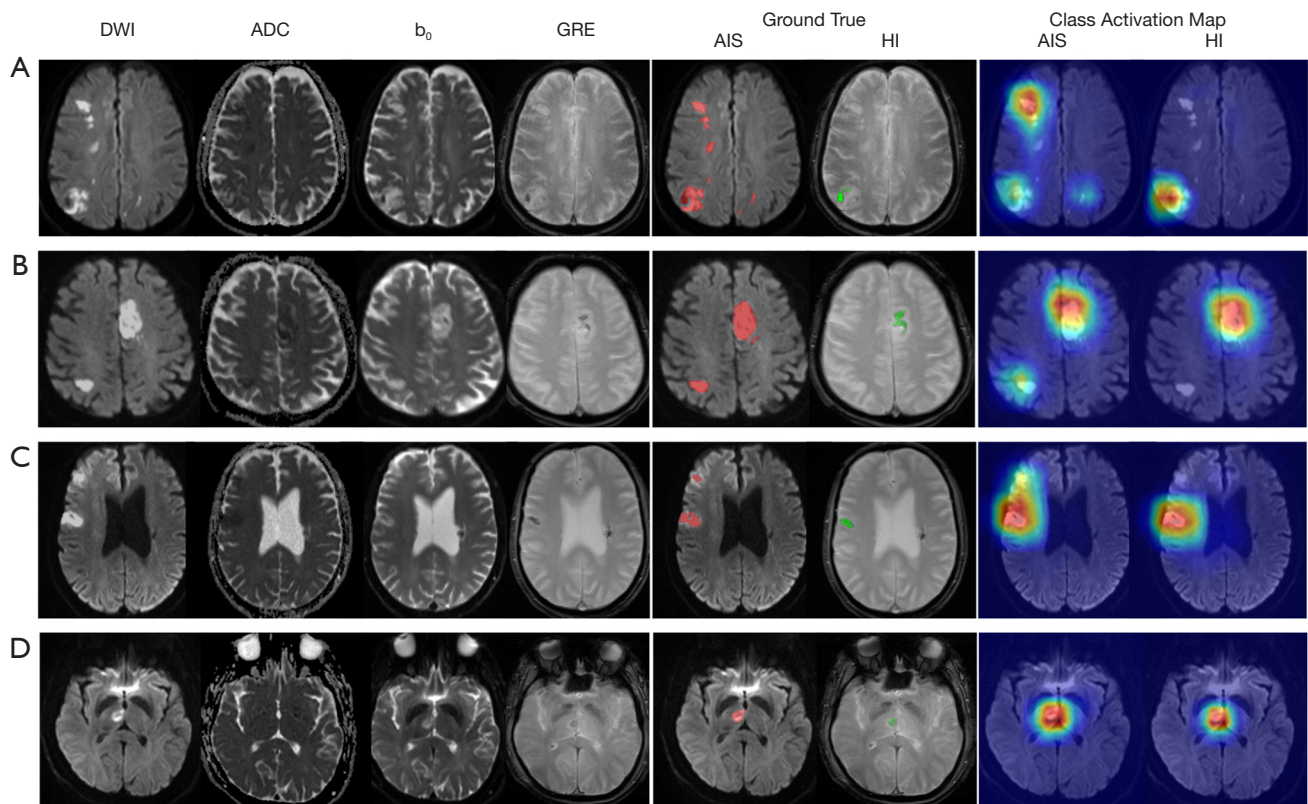 Ground True Class Activation Map
DWI ADC b₀ GRE AIS HI AIS HI
A
B
C
D